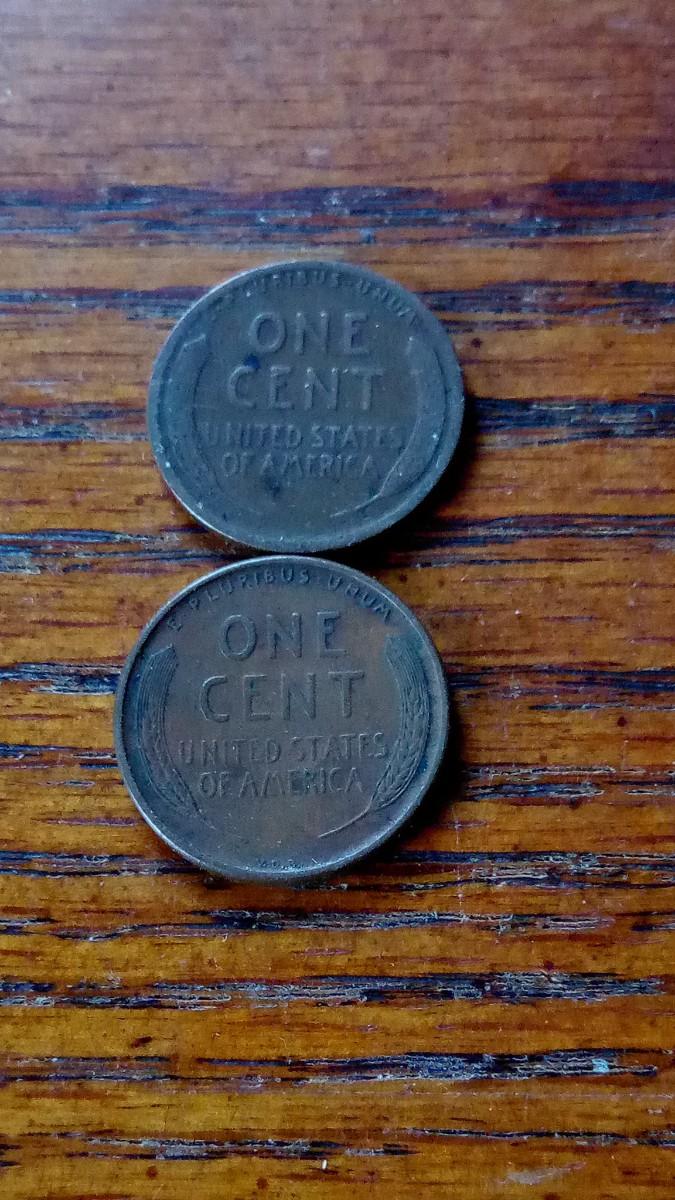 PLURIBUS·UNUM
ONE
CENT
UNITED STATES
OF AMERICA
E·PLURIBUS·UNUM
ONE
CENT
UNITED STATES
OF AMERICA
V.D.B.